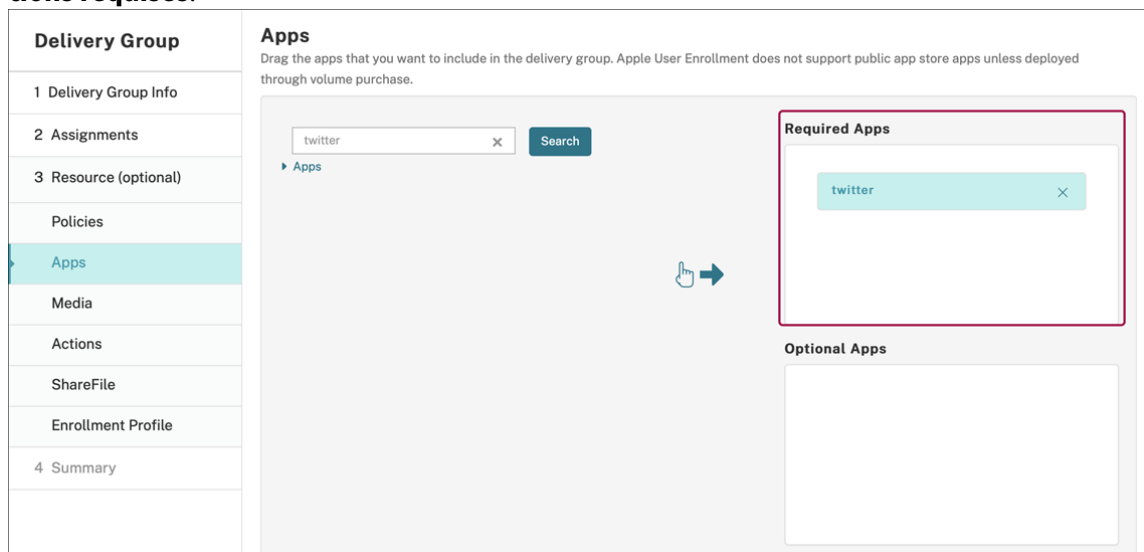 Delivery Group
1 Delivery Group Info
2 Assignments
3 Resource (optional)
Policies
Apps
Media
Actions
ShareFile
Enrollment Profile
4 Summary
Apps
Drag the apps that you want to include in the delivery group. Apple User Enrollment does not support public app store apps unless deployed
through volume purchase.
twitter
Search
Apps
Required Apps
twitter
Optional Apps